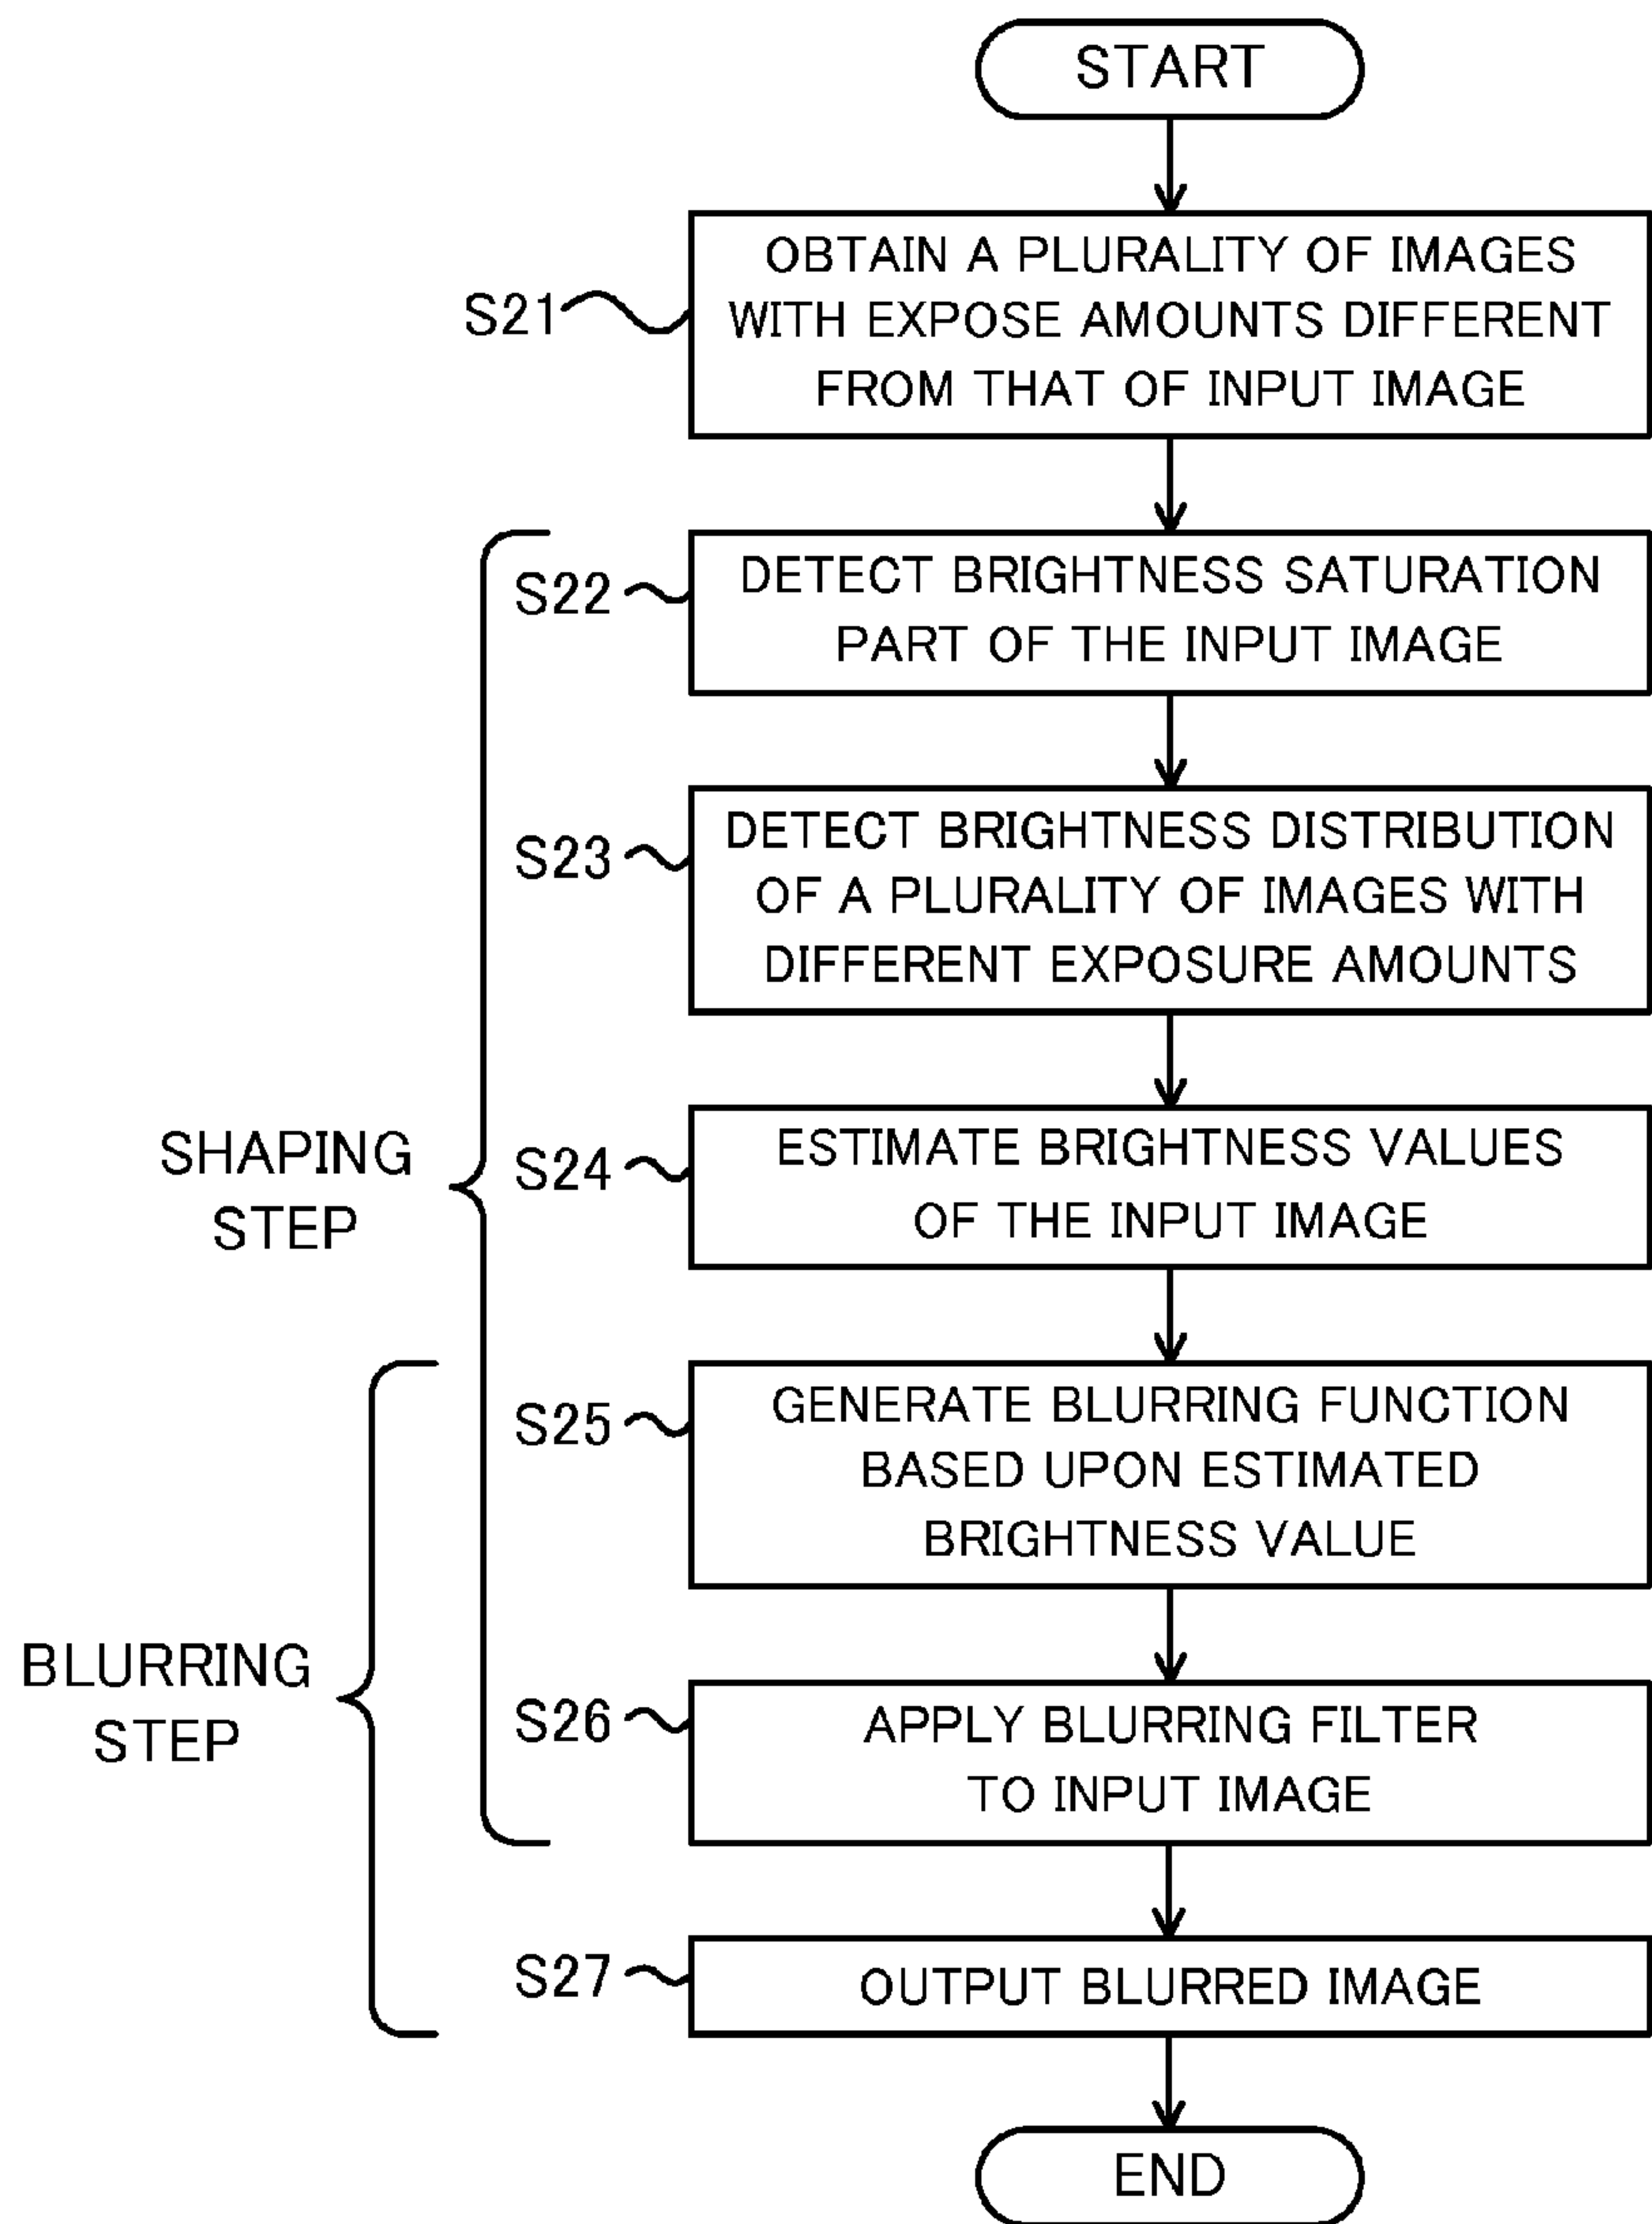 START
S21
OBTAIN A PLURALITY OF IMAGES
WITH EXPOSE AMOUNTS DIFFERENT
FROM THAT OF INPUT IMAGE
S22
DETECT BRIGHTNESS SATURATION
PART OF THE INPUT IMAGE
S23
DETECT BRIGHTNESS DISTRIBUTION
OF A PLURALITY OF IMAGES WITH
DIFFERENT EXPOSURE AMOUNTS
SHAPING
STEP
S24
ESTIMATE BRIGHTNESS VALUES
OF THE INPUT IMAGE
S25
GENERATE BLURRING FUNCTION
BASED UPON ESTIMATED
BRIGHTNESS VALUE
BLURRING
STEP
S26
APPLY BLURRING FILTER
TO INPUT IMAGE
S27
OUTPUT BLURRED IMAGE
END